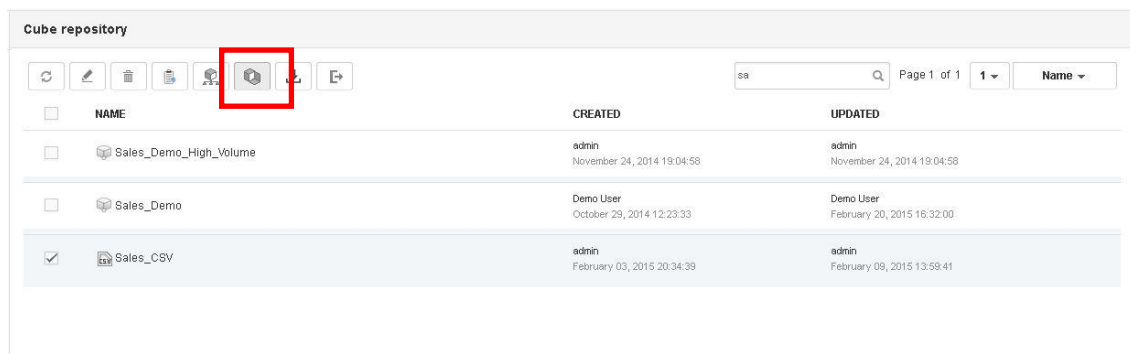 Cube repository
sa
Page 1 of 1
1
Name
NAME CREATED UPDATED
Sales_Demo_High_Volume admin admin
November 24, 2014 19:04:58 November 24, 2014 19:04:58
Sales_Demo Demo User Demo User
October 29, 2014 12:23:33 February 20, 2015 16:32:00
CSV Sales_CSV admin admin
February 03, 2015 20:34:39 February 09, 2015 13:59:41